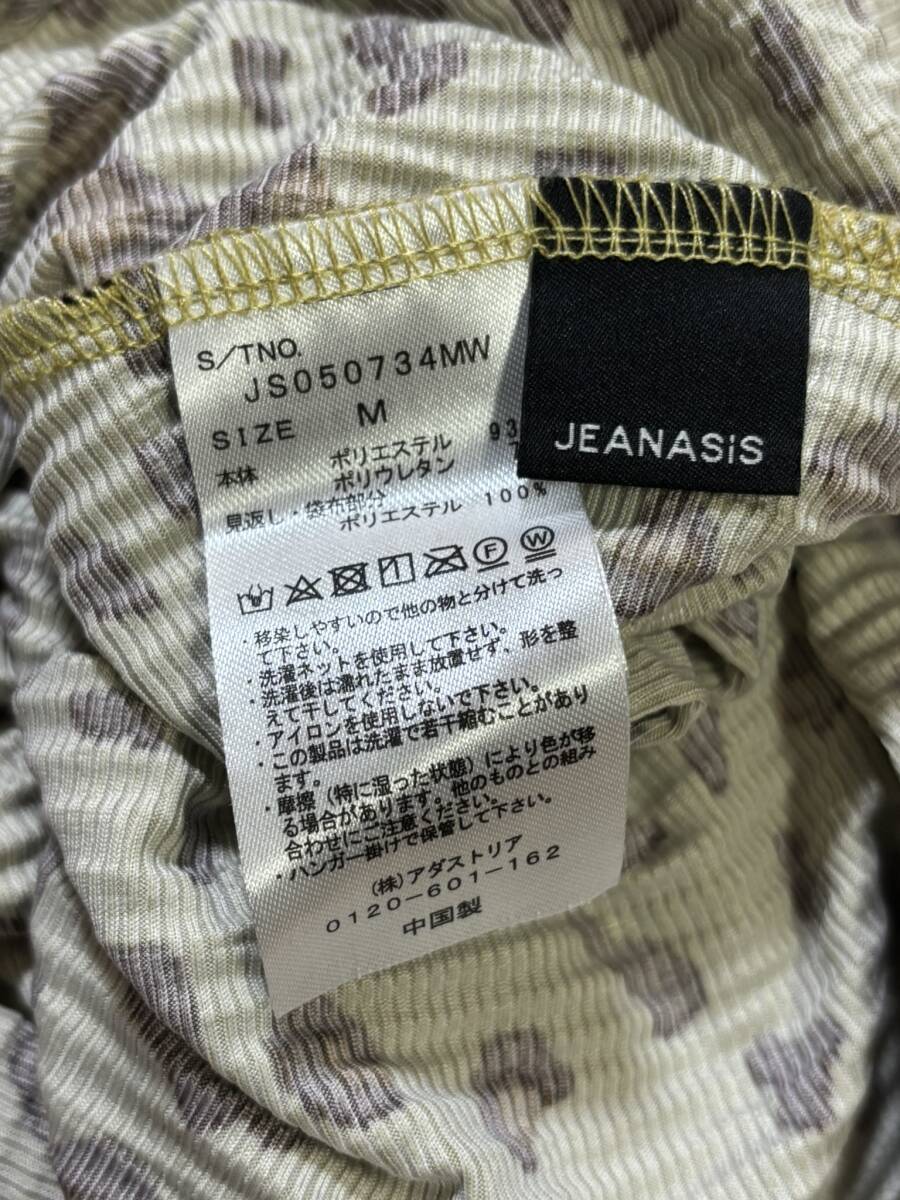 S/TNO.
JS050734MW
SIZE M
本体 ポリエステル 93
ポリウレタン
見返し・袋布部分
ポリエステル 100%
F W
・移染しやすいので他の物と分けて洗っ
て下さい。
・洗濯ネットを使用して下さい。
・洗濯後は濡れたまま放置せず、形を整
えて干してください。
・アイロンを使用しないで下さい。
・この製品は洗濯で若干縮むことがあり
ます。
・摩擦（特に湿った状態）により色が移
る場合があります。他のものとの組み
合わせにご注意ください。
・ハンガー掛けで保管して下さい。
(株)アダストリア
0120-601-162
中国製
JEANASiS